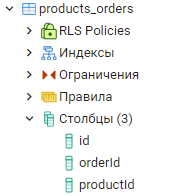 products_orders
RLS Policies
Индексы
Ограничения
Правила
Столбцы (3)
id
orderId
productId